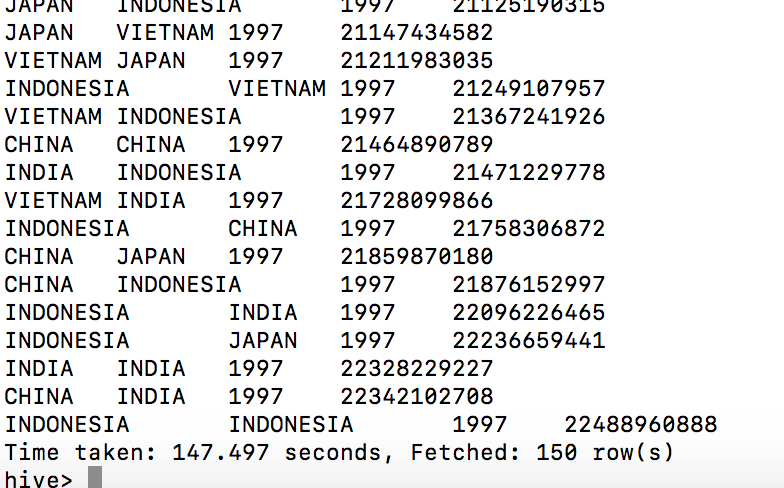 JAPAN INDONESIA 1997 21125190315
JAPAN VIETNAM 1997 21147434582
VIETNAM JAPAN 1997 21211983035
INDONESIA VIETNAM 1997 21249107957
VIETNAM INDONESIA 1997 21367241926
CHINA CHINA 1997 21464890789
INDIA INDONESIA 1997 21471229778
VIETNAM INDIA 1997 21728099866
INDONESIA CHINA 1997 21758306872
CHINA JAPAN 1997 21859870180
CHINA INDONESIA 1997 21876152997
INDONESIA INDIA 1997 22096226465
INDONESIA JAPAN 1997 22236659441
INDIA INDIA 1997 22328229227
CHINA INDIA 1997 22342102708
INDONESIA INDONESIA 1997 22488960888
Time taken: 147.497 seconds, Fetched: 150 row(s)
hive>